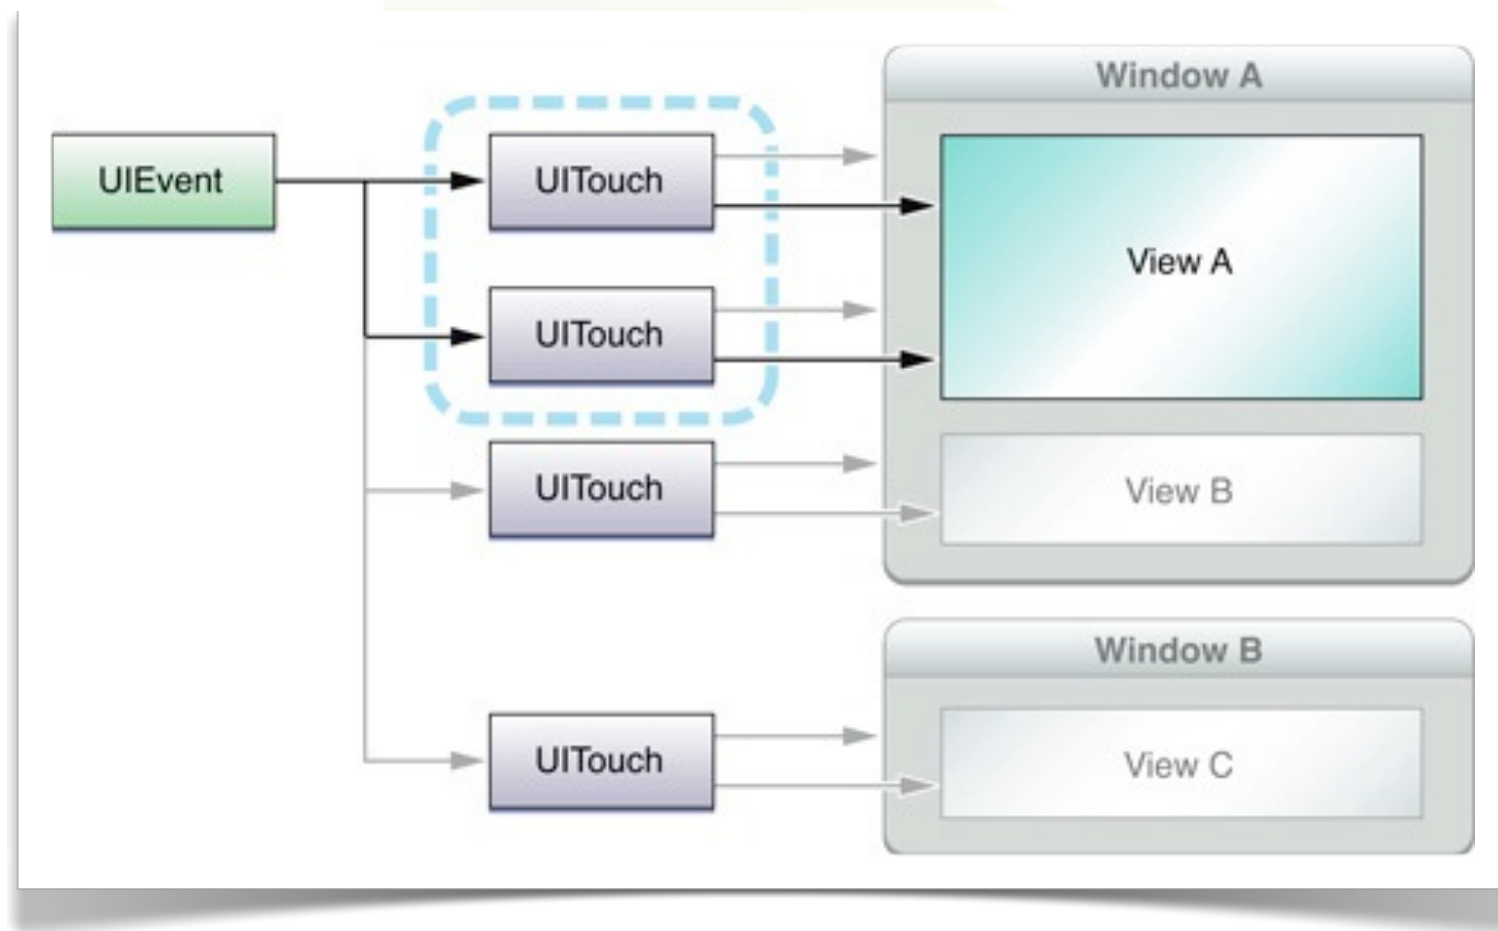 Window A
UIEvent
UITouch
View A
UITouch
UITouch
View B
Window B
UITouch
View C